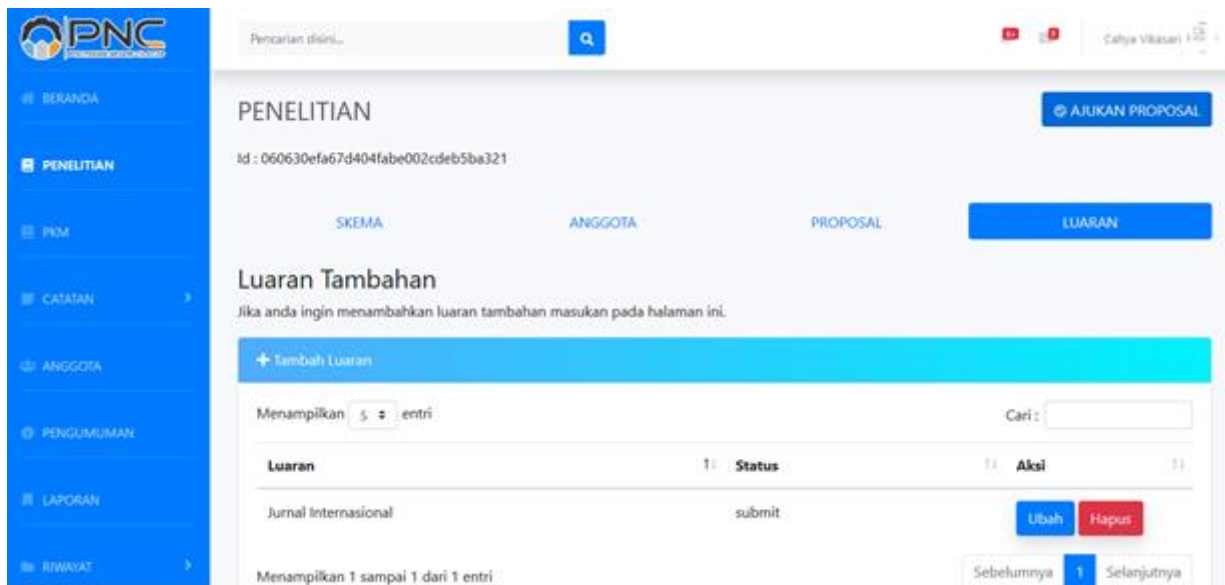 PNC
Pencarian disini...
Cahya Vikasari
BERANDA
PENELITIAN
PKM
CATATAN
ANGGOTA
PENGUMUMAN
LAPORAN
RIWAYAT
PENELITIAN
AJUKAN PROPOSAL
Id : 060630efa67d404fabe002cdeb5ba321
SKEMA ANGGOTA PROPOSAL LUARAN
Luaran Tambahan
Jika anda ingin menambahkan luaran tambahan masukan pada halaman ini.
+ Tambah Luaran
Menampilkan 5 entri Cari :
Luaran Status Aksi
Jurnal Internasional submit Ubah Hapus
Menampilkan 1 sampai 1 dari 1 entri Sebelumnya 1 Selanjutnya